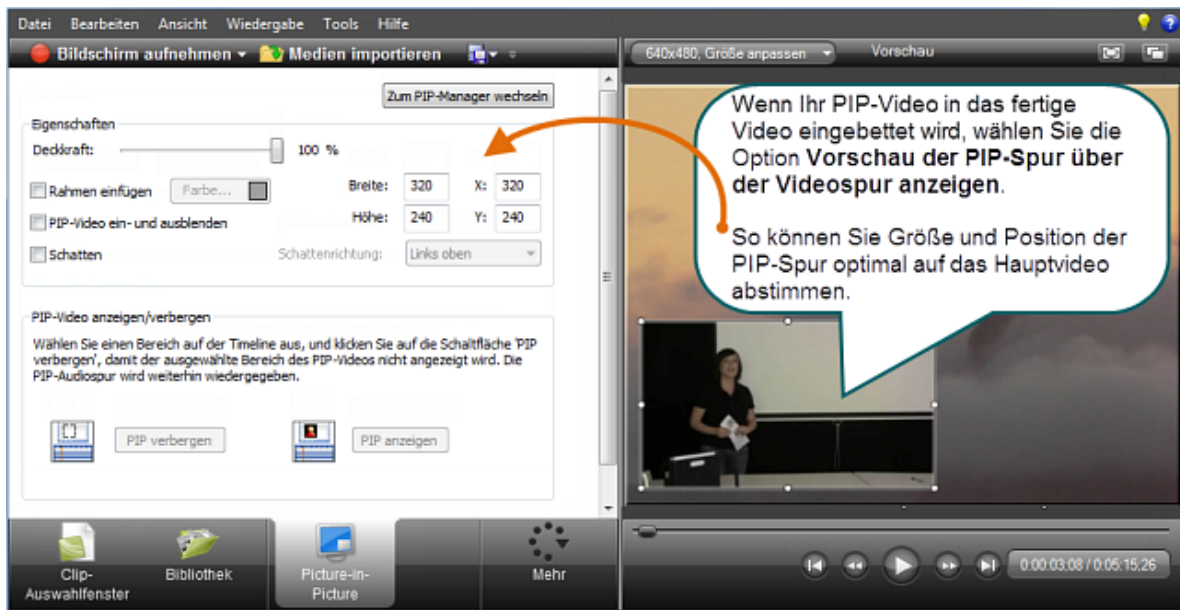 Datei Bearbeiten Ansicht Wiedergabe Tools Hilfe
Bildschirm aufnehmen Medien importieren
Zum PIP-Manager wechseln
Eigenschaften
Deckkraft: 100 %
Rahmen einfügen Farbe... Breite: 320 X: 320
PIP-Video ein- und ausblenden Höhe: 240 Y: 240
Schatten Schattenrichtung: Links oben
PIP-Video anzeigen/verbergen
Wählen Sie einen Bereich auf der Timeline aus, und klicken Sie auf die Schaltfläche 'PIP
verbergen', damit der ausgewählte Bereich des PIP-Videos nicht angezeigt wird. Die
PIP-Audiospur wird weiterhin wiedergegeben.
PIP verbergen PIP anzeigen
Clip-
Auswahlfenster
Bibliothek
Picture-in-
Picture
Mehr
640x480, Größe anpassen Vorschau
Wenn Ihr PIP-Video in das fertige
Video eingebettet wird, wählen Sie die
Option Vorschau der PIP-Spur über
der Videospur anzeigen.
So können Sie Größe und Position der
PIP-Spur optimal auf das Hauptvideo
abstimmen.
0:00:03;08 / 0:05:15;26